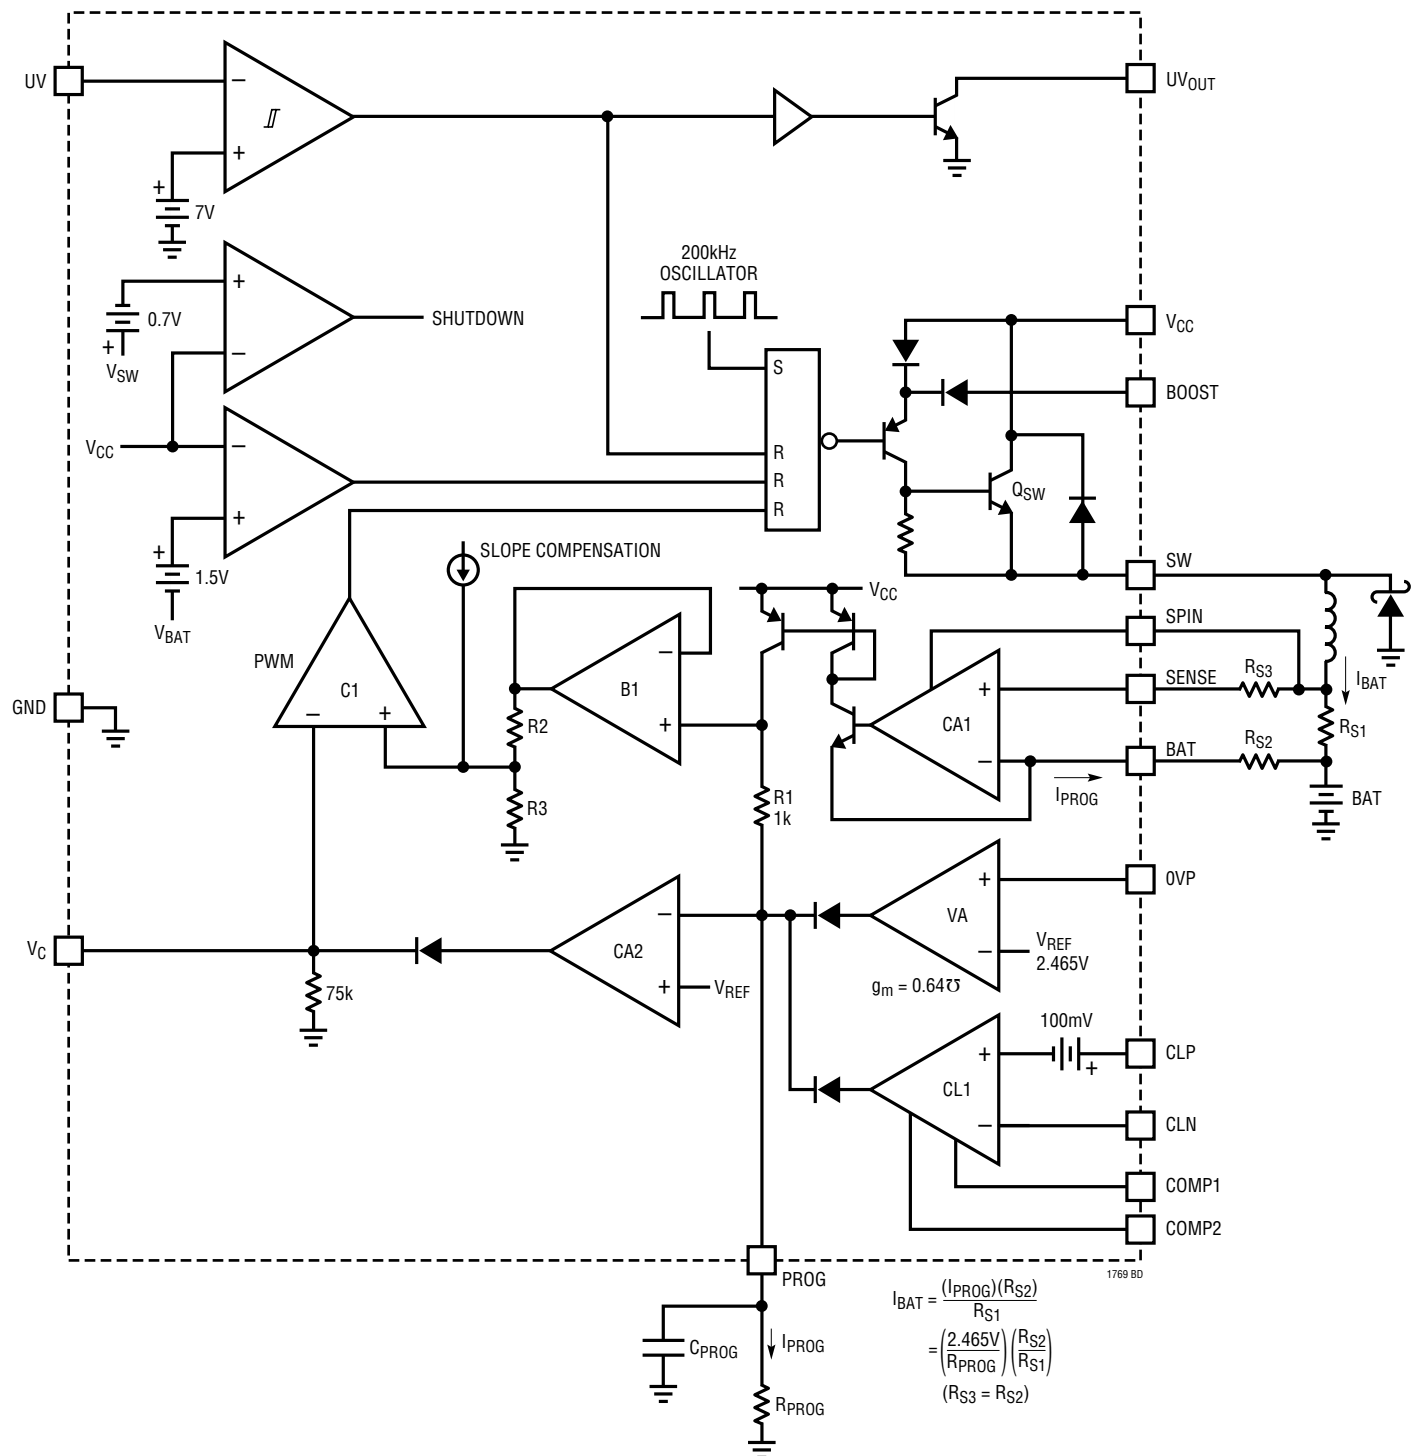 UV
−
+
7V
+
UVOUT
+
0.7V
+
VSW
−
SHUTDOWN
200kHz
OSCILLATOR
S
R
R
R
VCC
BOOST
QSW
VCC
−
+
+
1.5V
VBAT
SLOPE COMPENSATION
VCC
SW
SPIN
SENSE
BAT
RS3
RS2
IBAT
RS1
BAT
PWM
C1
−
+
B1
−
+
R2
R3
R1
1k
CA1
+
−
IPROG
GND
VC
75k
CA2
−
+
VREF
VA
+
−
VREF
2.465V
gm = 0.64℧
0VP
100mV
+
CL1
+
−
CLP
CLN
COMP1
COMP2
PROG
1769 BD
CPROG
IPROG
RPROG
IBAT = (IPROG)(RS2) / RS1
= (2.465V / RPROG)(RS2 / RS1)
(RS3 = RS2)